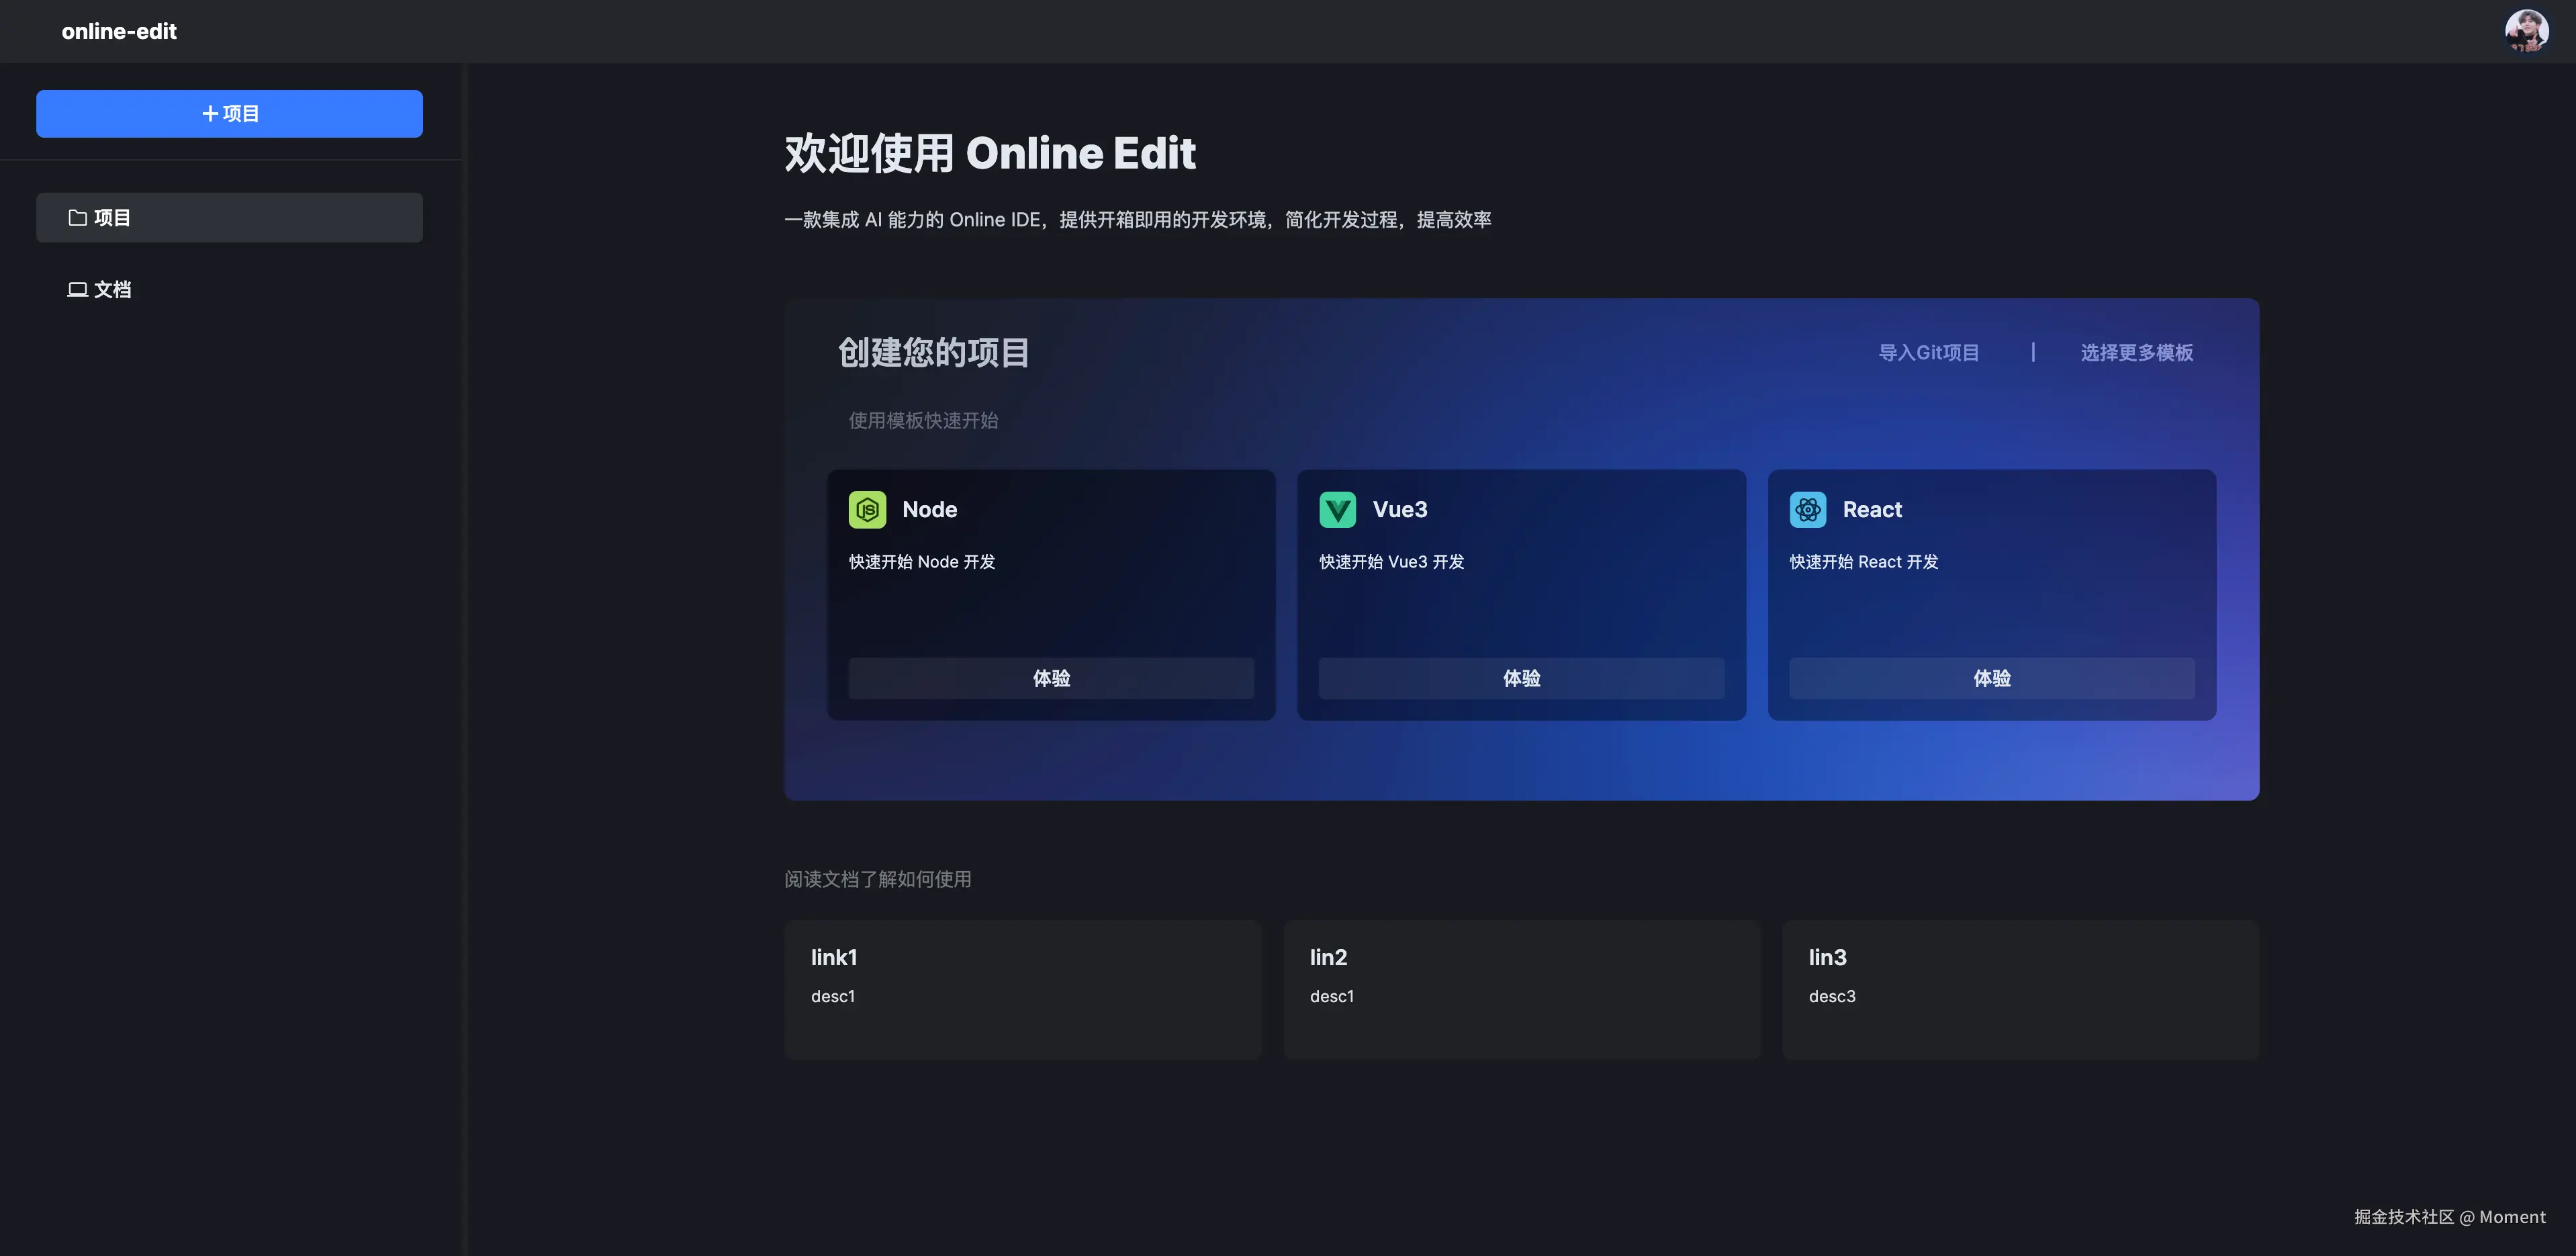 online-edit
+ 项目
项目
文档
欢迎使用 Online Edit
一款集成 AI 能力的 Online IDE，提供开箱即用的开发环境，简化开发过程，提高效率
创建您的项目
导入Git项目 | 选择更多模板
使用模板快速开始
Node
快速开始 Node 开发
体验
Vue3
快速开始 Vue3 开发
体验
React
快速开始 React 开发
体验
阅读文档了解如何使用
link1
desc1
lin2
desc1
lin3
desc3
掘金技术社区 @ Moment